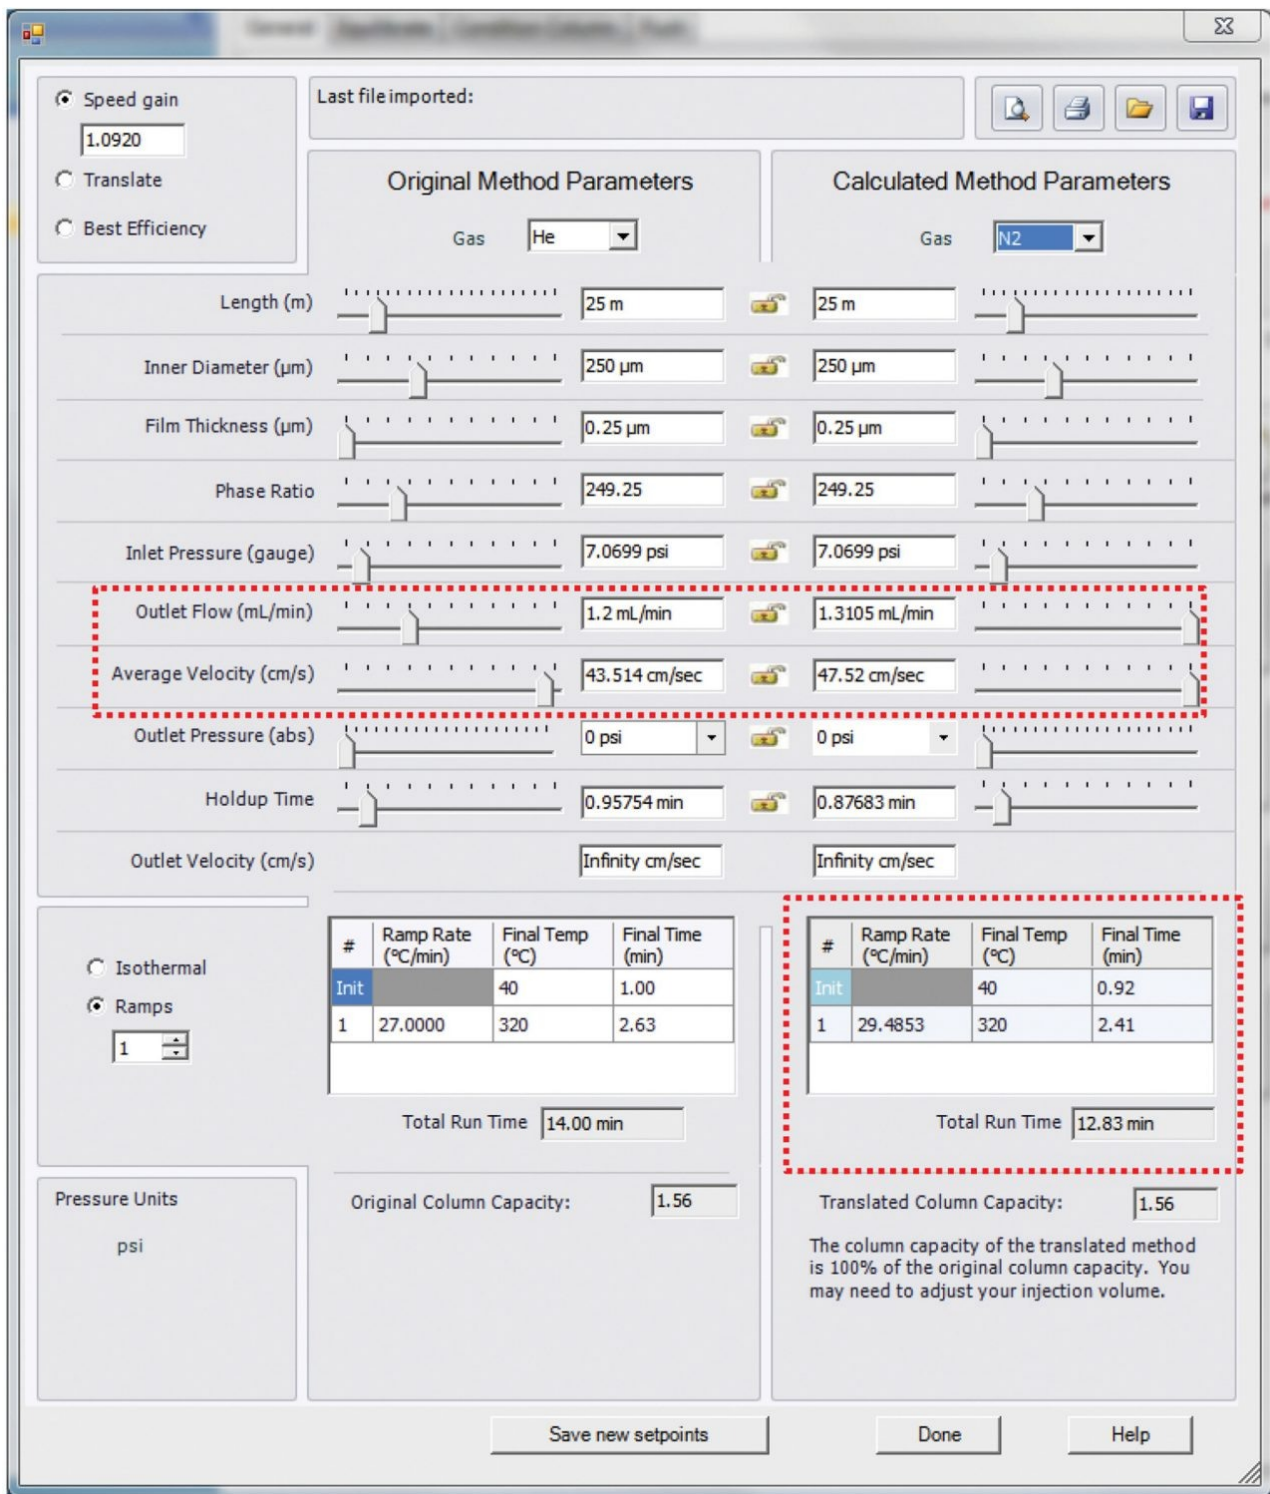 General Equilibrate Condition Column Push
Speed gain
1.0920
Translate
Best Efficiency
Last file imported:
Original Method Parameters
Gas He
Calculated Method Parameters
Gas N2
Length (m) 25 m 25 m
Inner Diameter (µm) 250 µm 250 µm
Film Thickness (µm) 0.25 µm 0.25 µm
Phase Ratio 249.25 249.25
Inlet Pressure (gauge) 7.0699 psi 7.0699 psi
Outlet Flow (mL/min) 1.2 mL/min 1.3105 mL/min
Average Velocity (cm/s) 43.514 cm/sec 47.52 cm/sec
Outlet Pressure (abs) 0 psi 0 psi
Holdup Time 0.95754 min 0.87683 min
Outlet Velocity (cm/s) Infinity cm/sec Infinity cm/sec
Isothermal
Ramps
1
# Ramp Rate (°C/min) Final Temp (°C) Final Time (min)
Init 40 1.00
1 27.0000 320 2.63
Total Run Time 14.00 min
# Ramp Rate (°C/min) Final Temp (°C) Final Time (min)
Init 40 0.92
1 29.4853 320 2.41
Total Run Time 12.83 min
Pressure Units
psi
Original Column Capacity: 1.56
Translated Column Capacity: 1.56
The column capacity of the translated method
is 100% of the original column capacity. You
may need to adjust your injection volume.
Save new setpoints
Done
Help